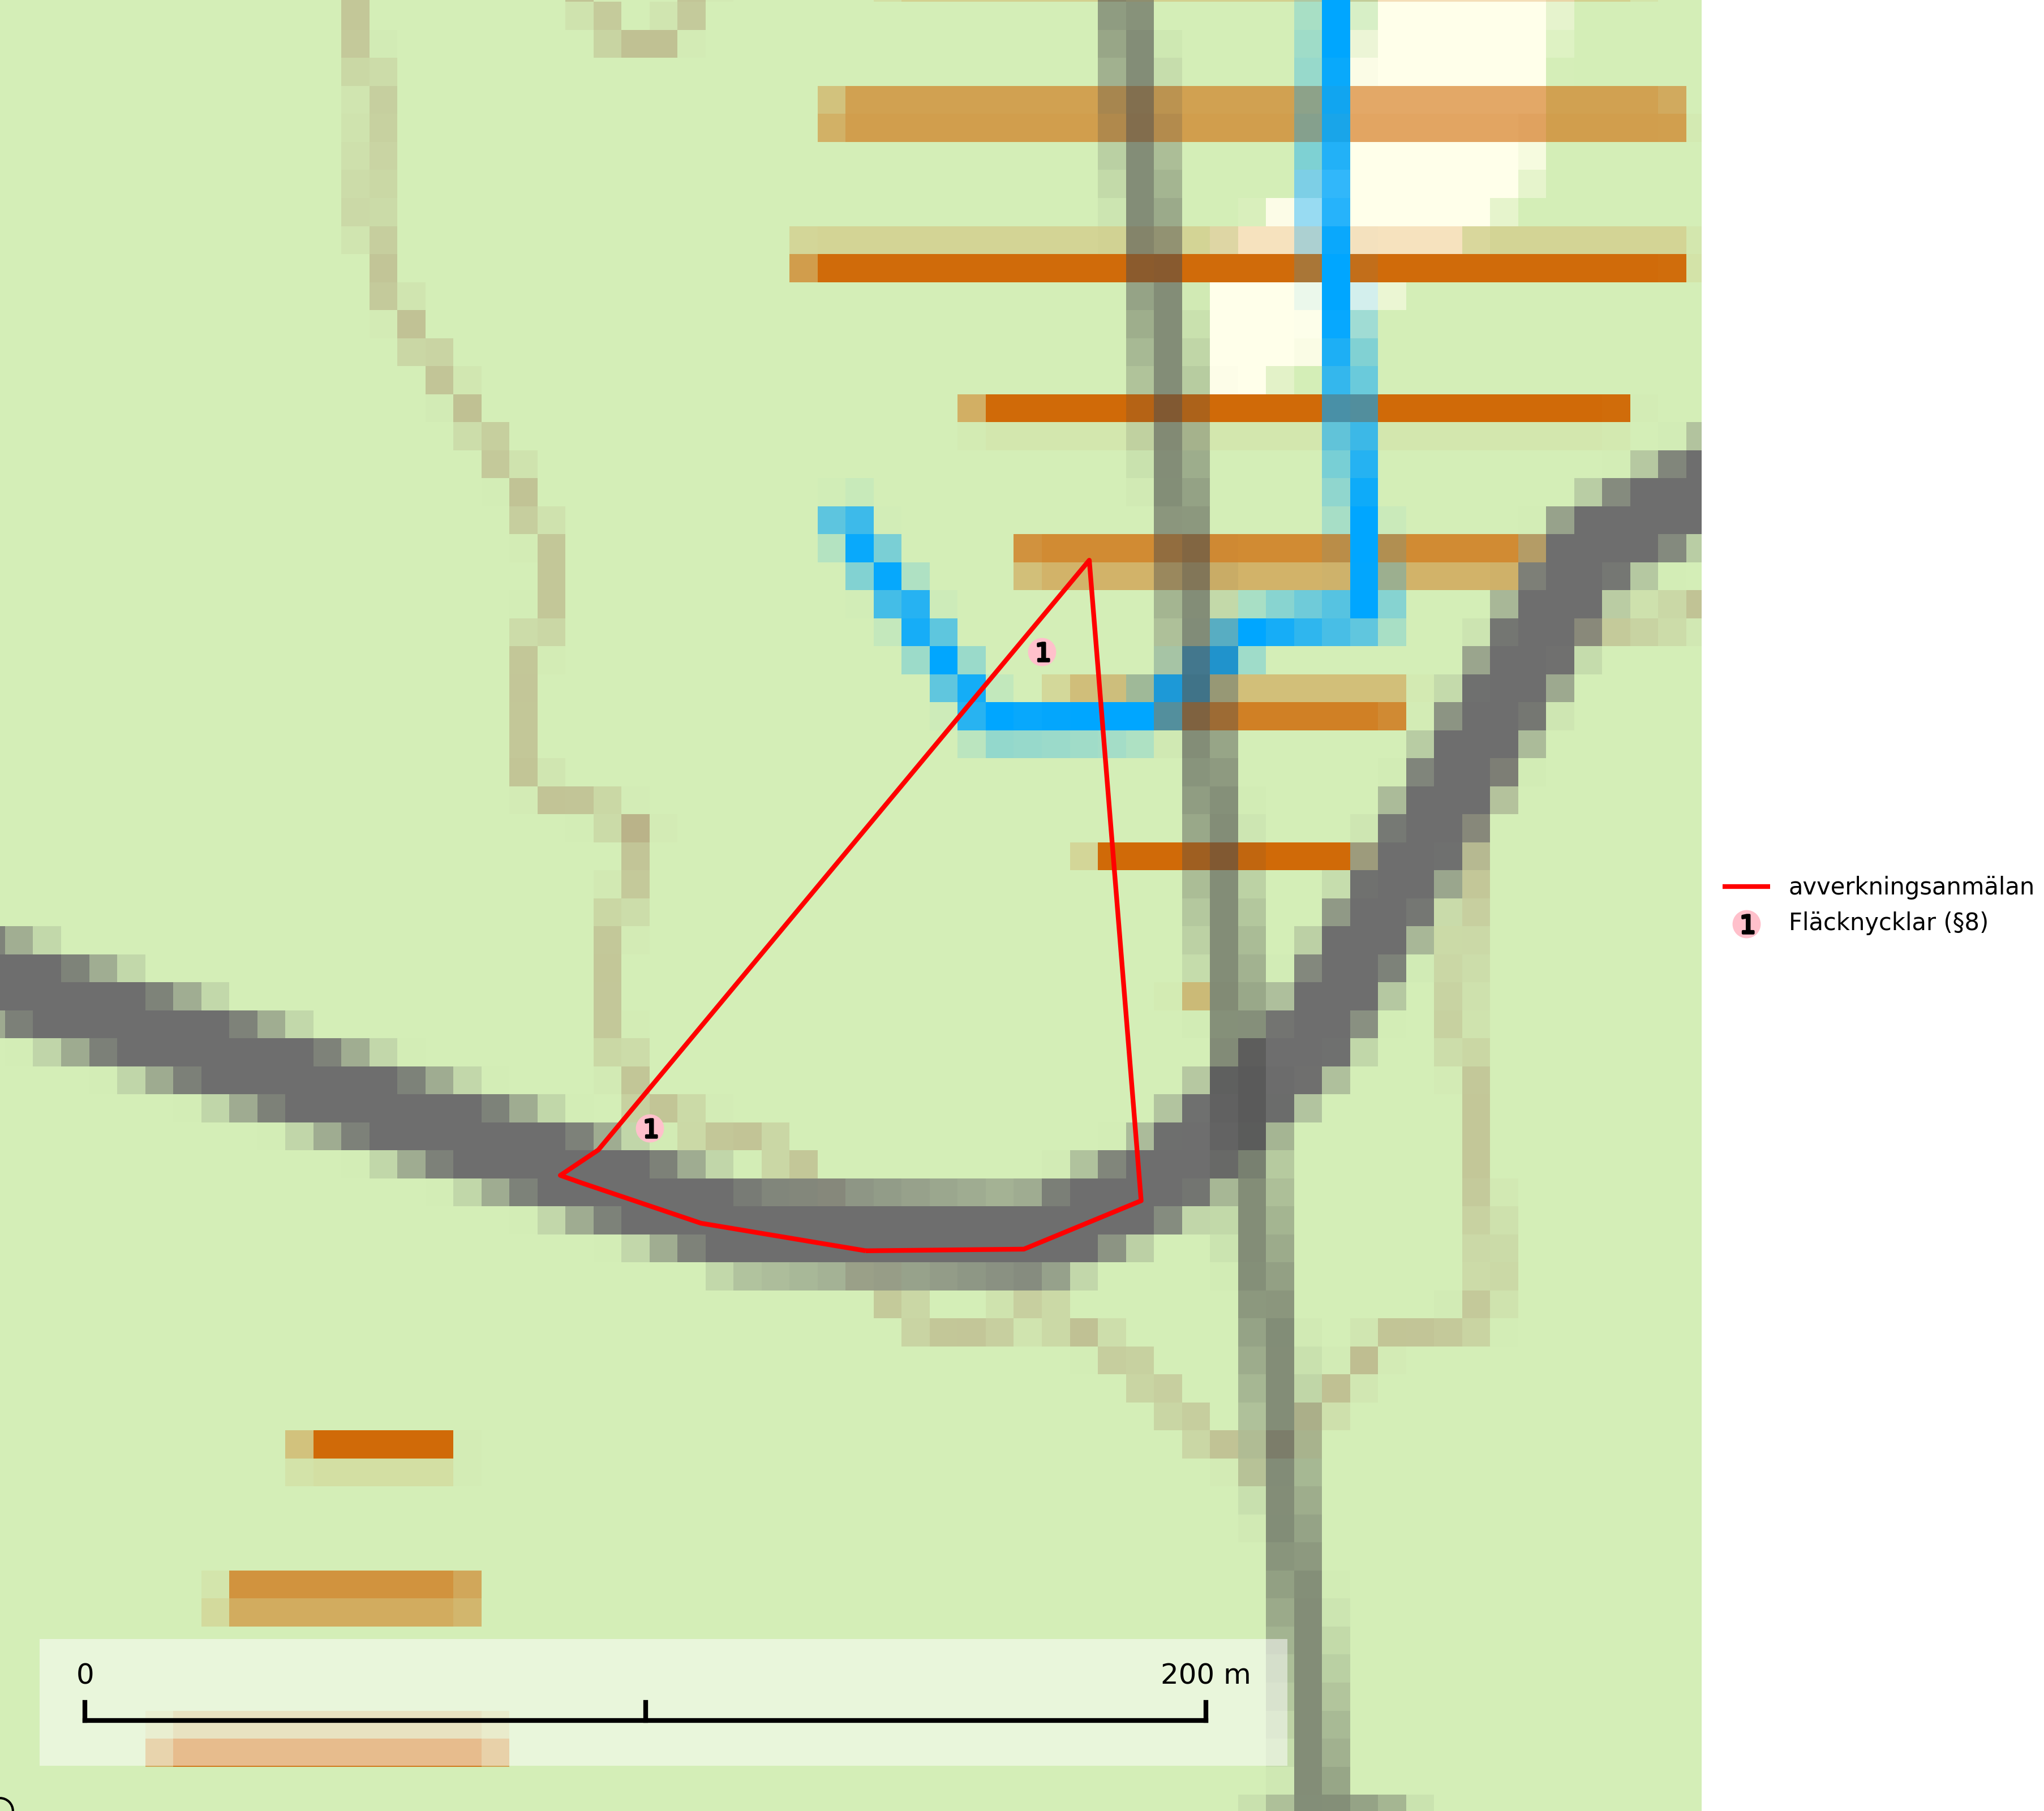 1
1
avverkningsanmälan
1 Fläcknycklar (§8)
0 200 m